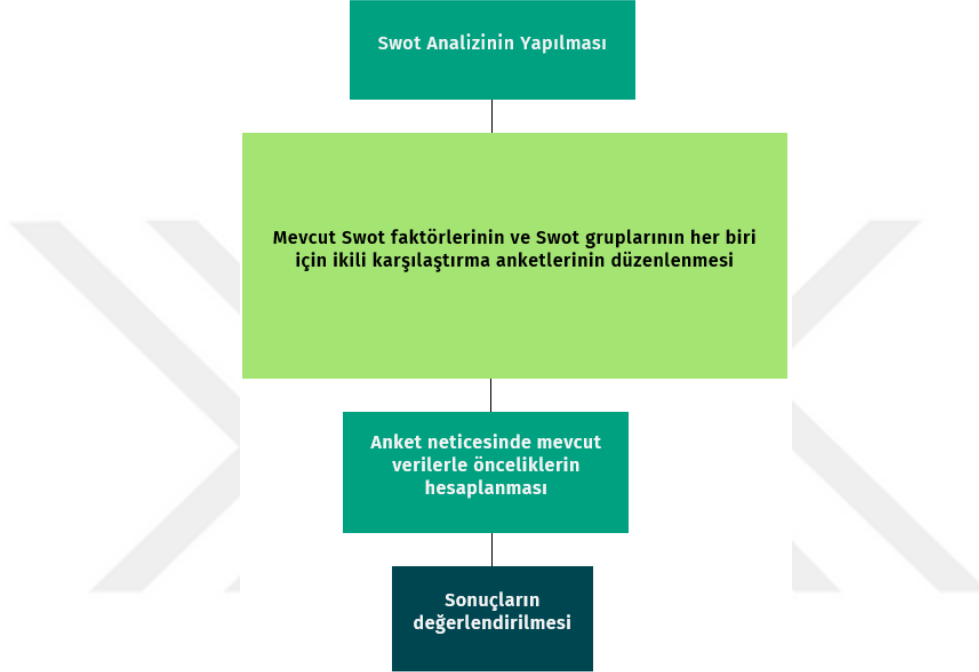 Swot Analizinin Yapılması
Mevcut Swot faktörlerinin ve Swot gruplarının her biri
için ikili karşılaştırma anketlerinin düzenlenmesi
Anket neticesinde mevcut
verilerle önceliklerin
hesaplanması
Sonuçların
değerlendirilmesi